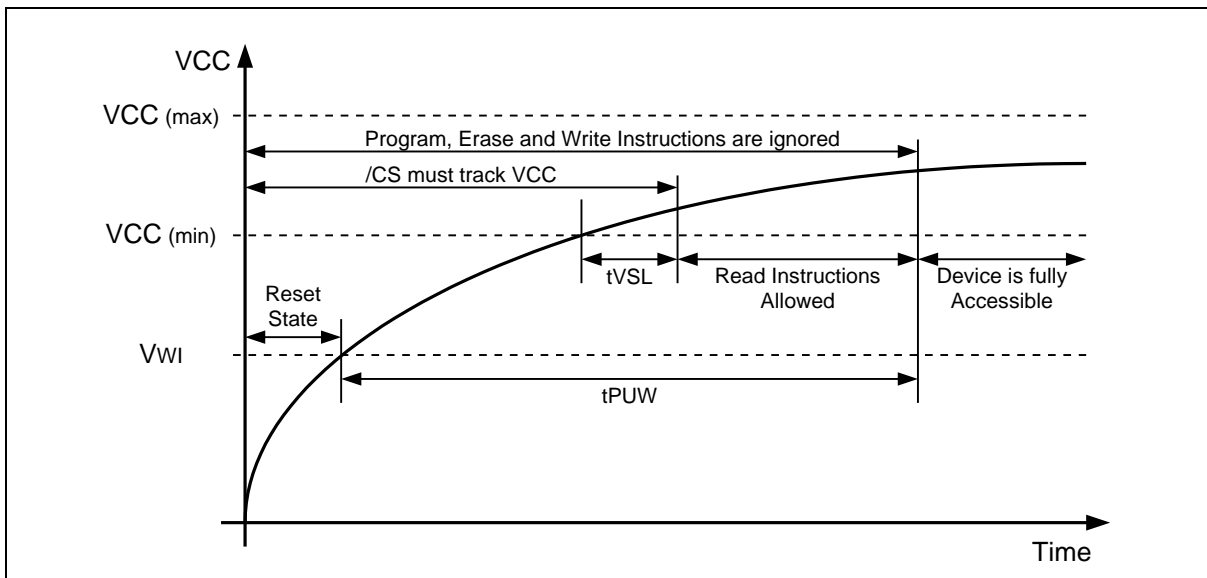 VCC
VCC (max)
Program, Erase and Write Instructions are ignored
/CS must track VCC
VCC (min)
tVSL
Read Instructions
Allowed
Device is fully
Accessible
Reset
State
VWI
tPUW
Time